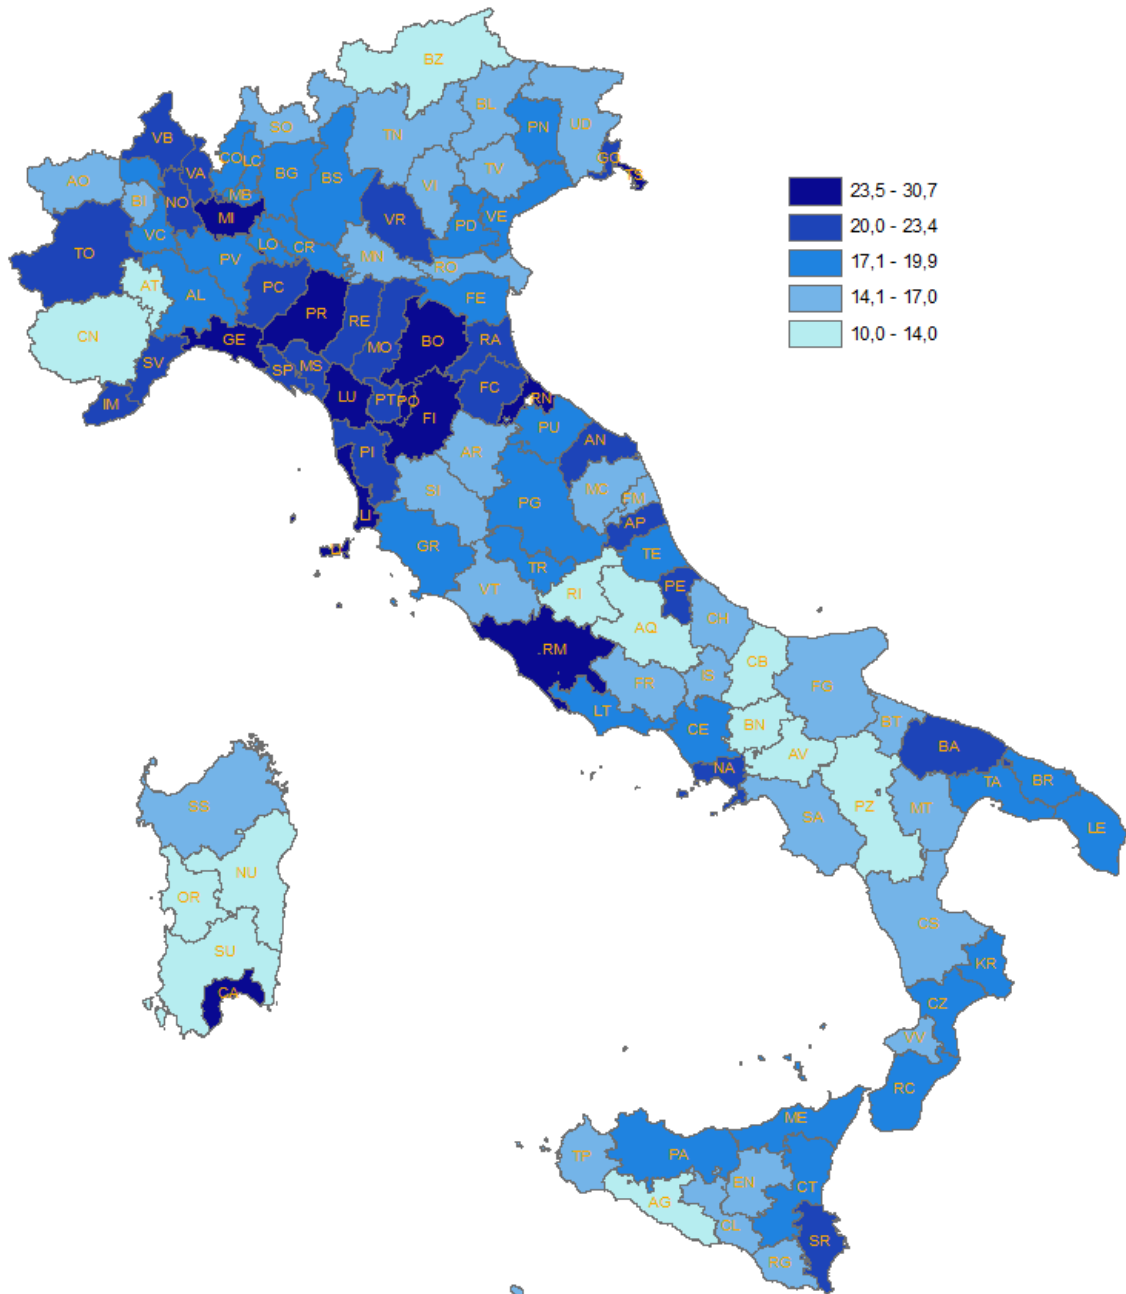 BZ
BL
PN
UD
SO
TN
VB
GO
TS
CO
LC
VA
BG
BS
TV
AO
VI
BI
NO
MB
MI
VR
PD
VE
VC
LO
CR
TO
PV
MN
RO
AT
AL
PC
FE
PR
RE
CN
GE
BO
RA
MO
SV
SP
MS
FC
LU
PT
PO
RN
IM
FI
PU
AN
PI
AR
SI
MC
FM
PG
LI
AP
GR
LI
TE
TR
VT
RI
PE
CH
AQ
.RM
CB
IS
FR
FG
LT
BN
BT
CE
BA
AV
NA
TA
BR
SS
PZ
MT
SA
LE
NU
OR
CS
SU
KR
CA
CZ
VV
RC
ME
TP
PA
EN
CT
AG
CL
SR
RG
23,5 - 30,7
20,0 - 23,4
17,1 - 19,9
14,1 - 17,0
10,0 - 14,0